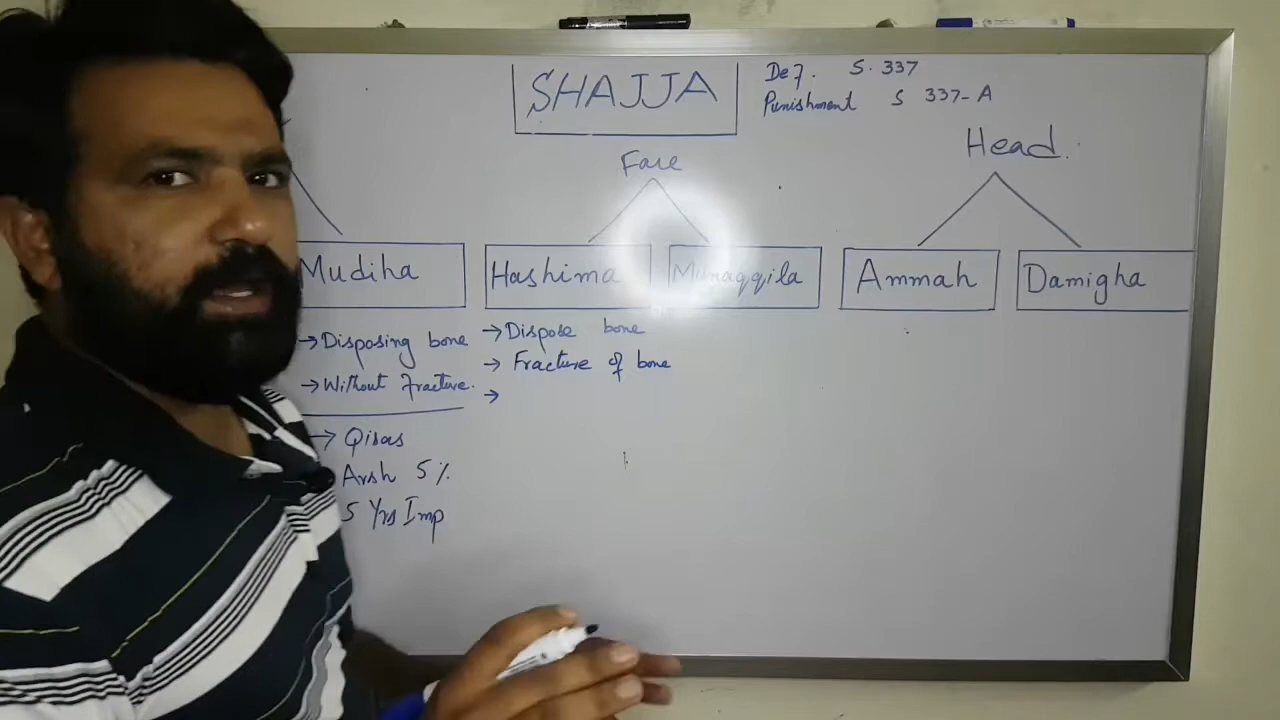 SHAJJA
Def. S. 337
Punishment S 337-A
Face
Head.
Mudiha
Hashima
Munaqqila
Ammah
Damigha
→ Disposing bone
→ Without Fracture.
→ Qisas
Arsh 5%
5 Yrs Imp
→ Dispose bone
→ Fracture of bone
→